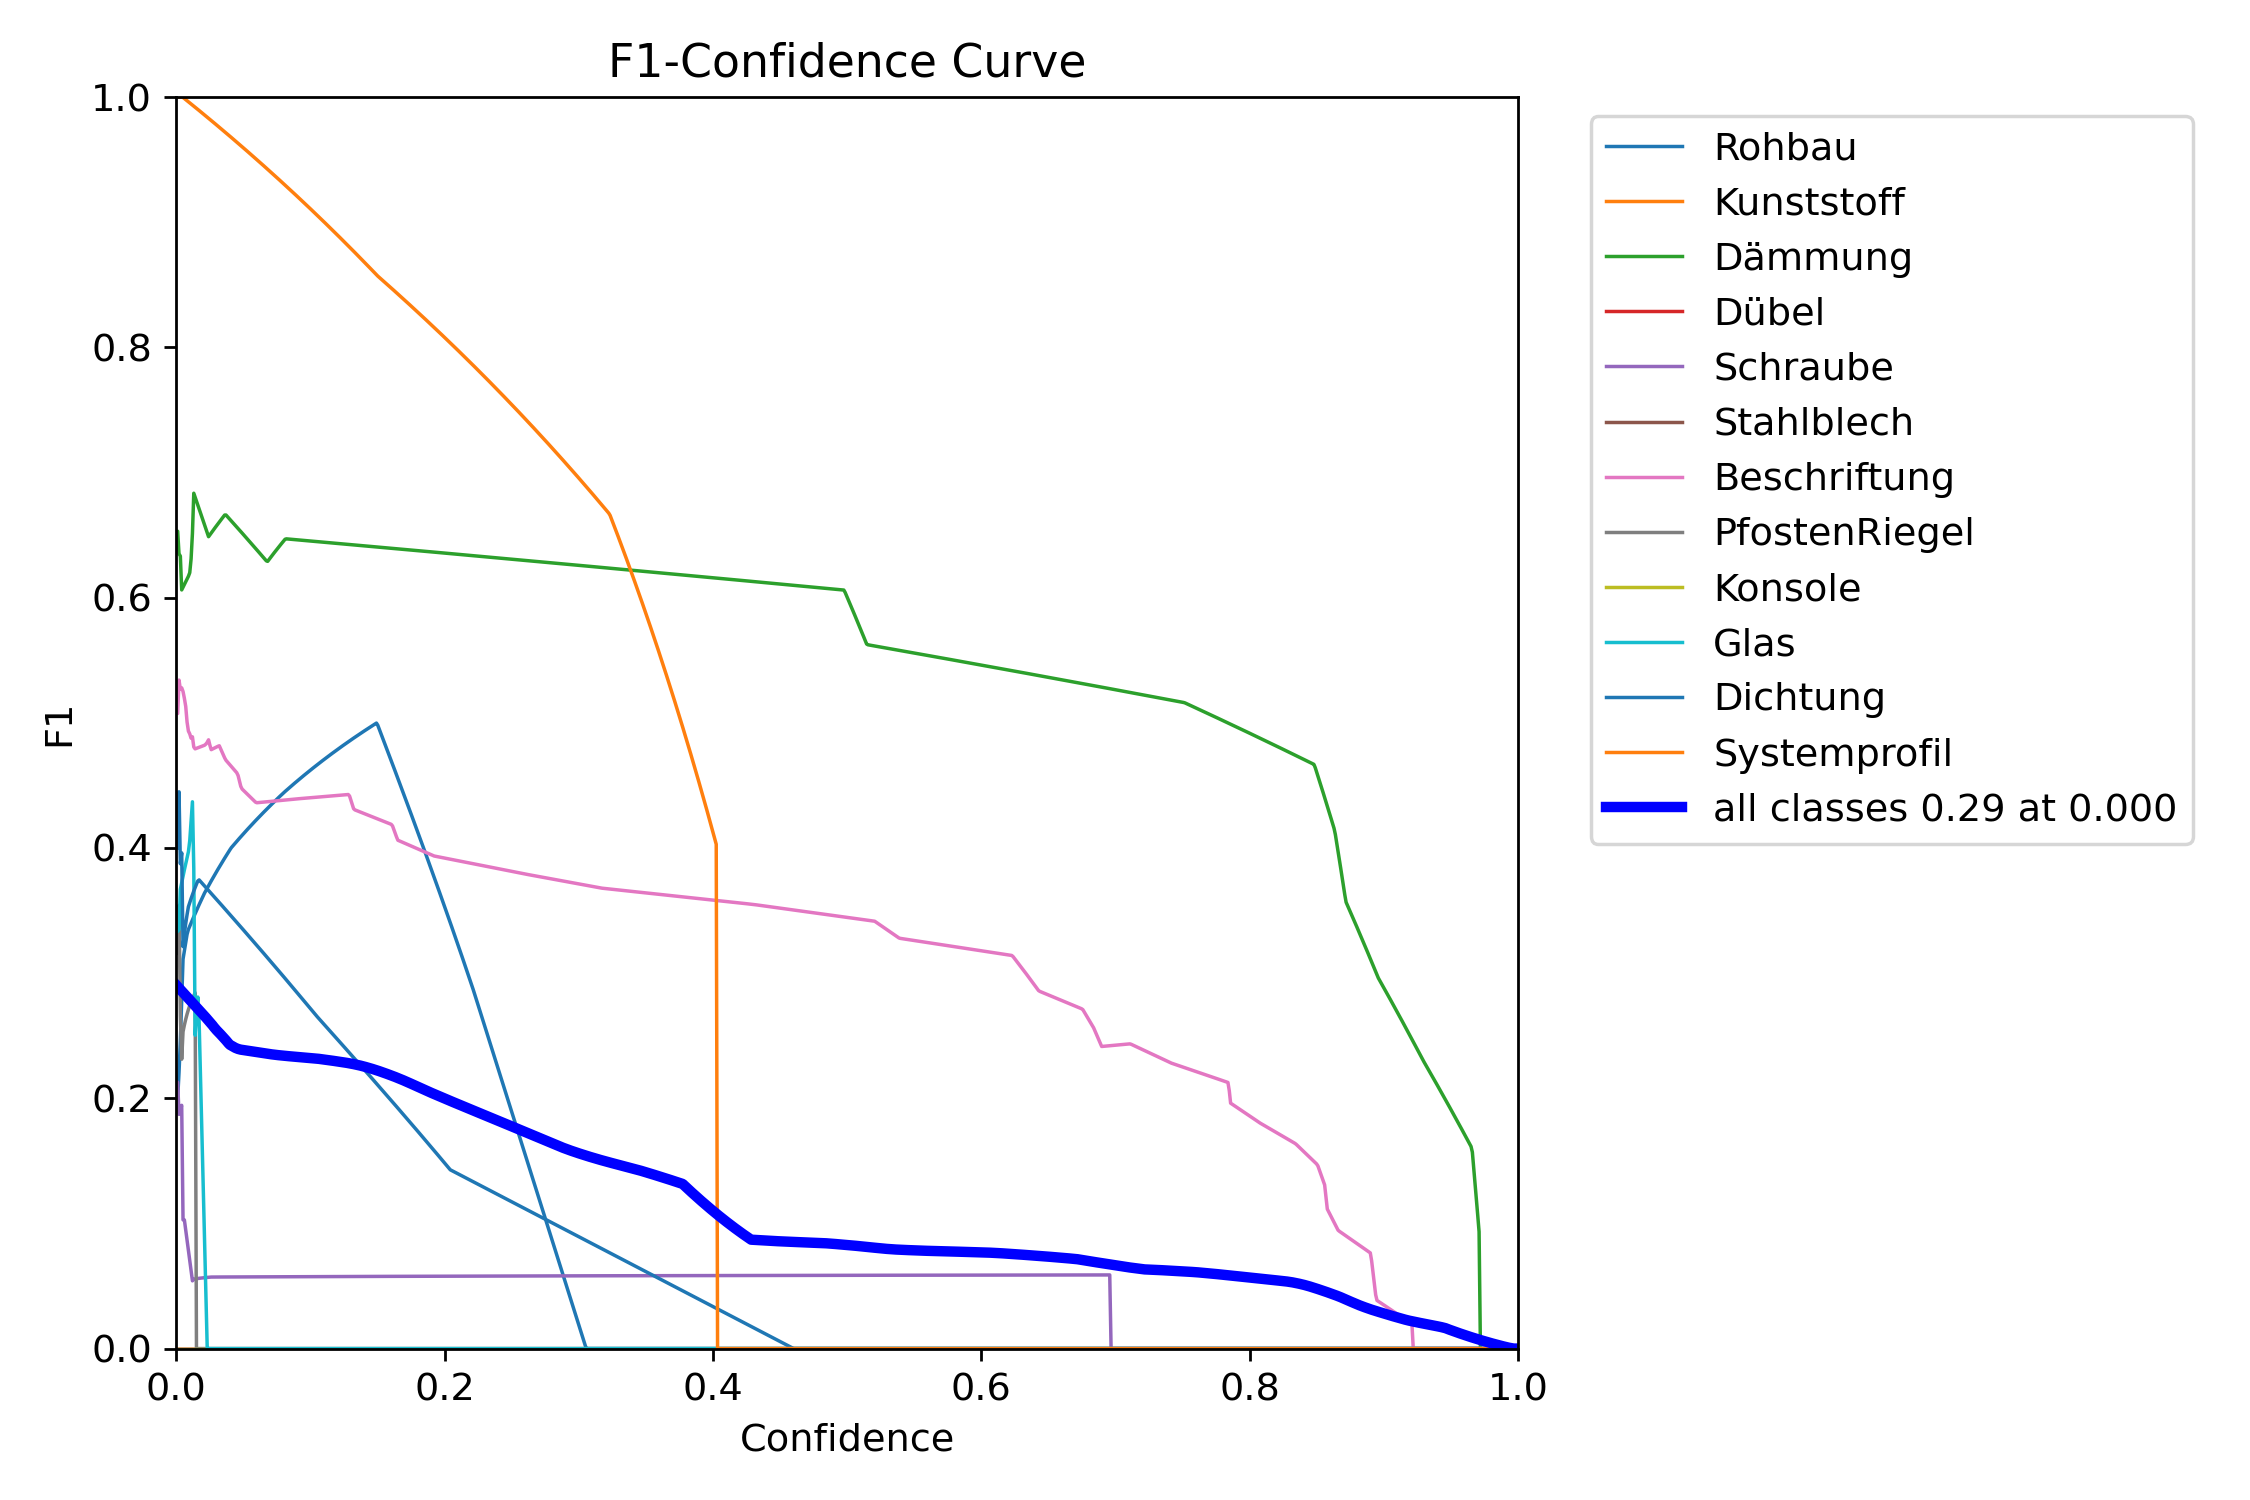 F1-Confidence Curve
1.0
0.8
0.6
0.4
0.2
0.0
F1
0.0 0.2 0.4 0.6 0.8 1.0
Confidence
Rohbau
Kunststoff
Dämmung
Dübel
Schraube
Stahlblech
Beschriftung
PfostenRiegel
Konsole
Glas
Dichtung
Systemprofil
all classes 0.29 at 0.000